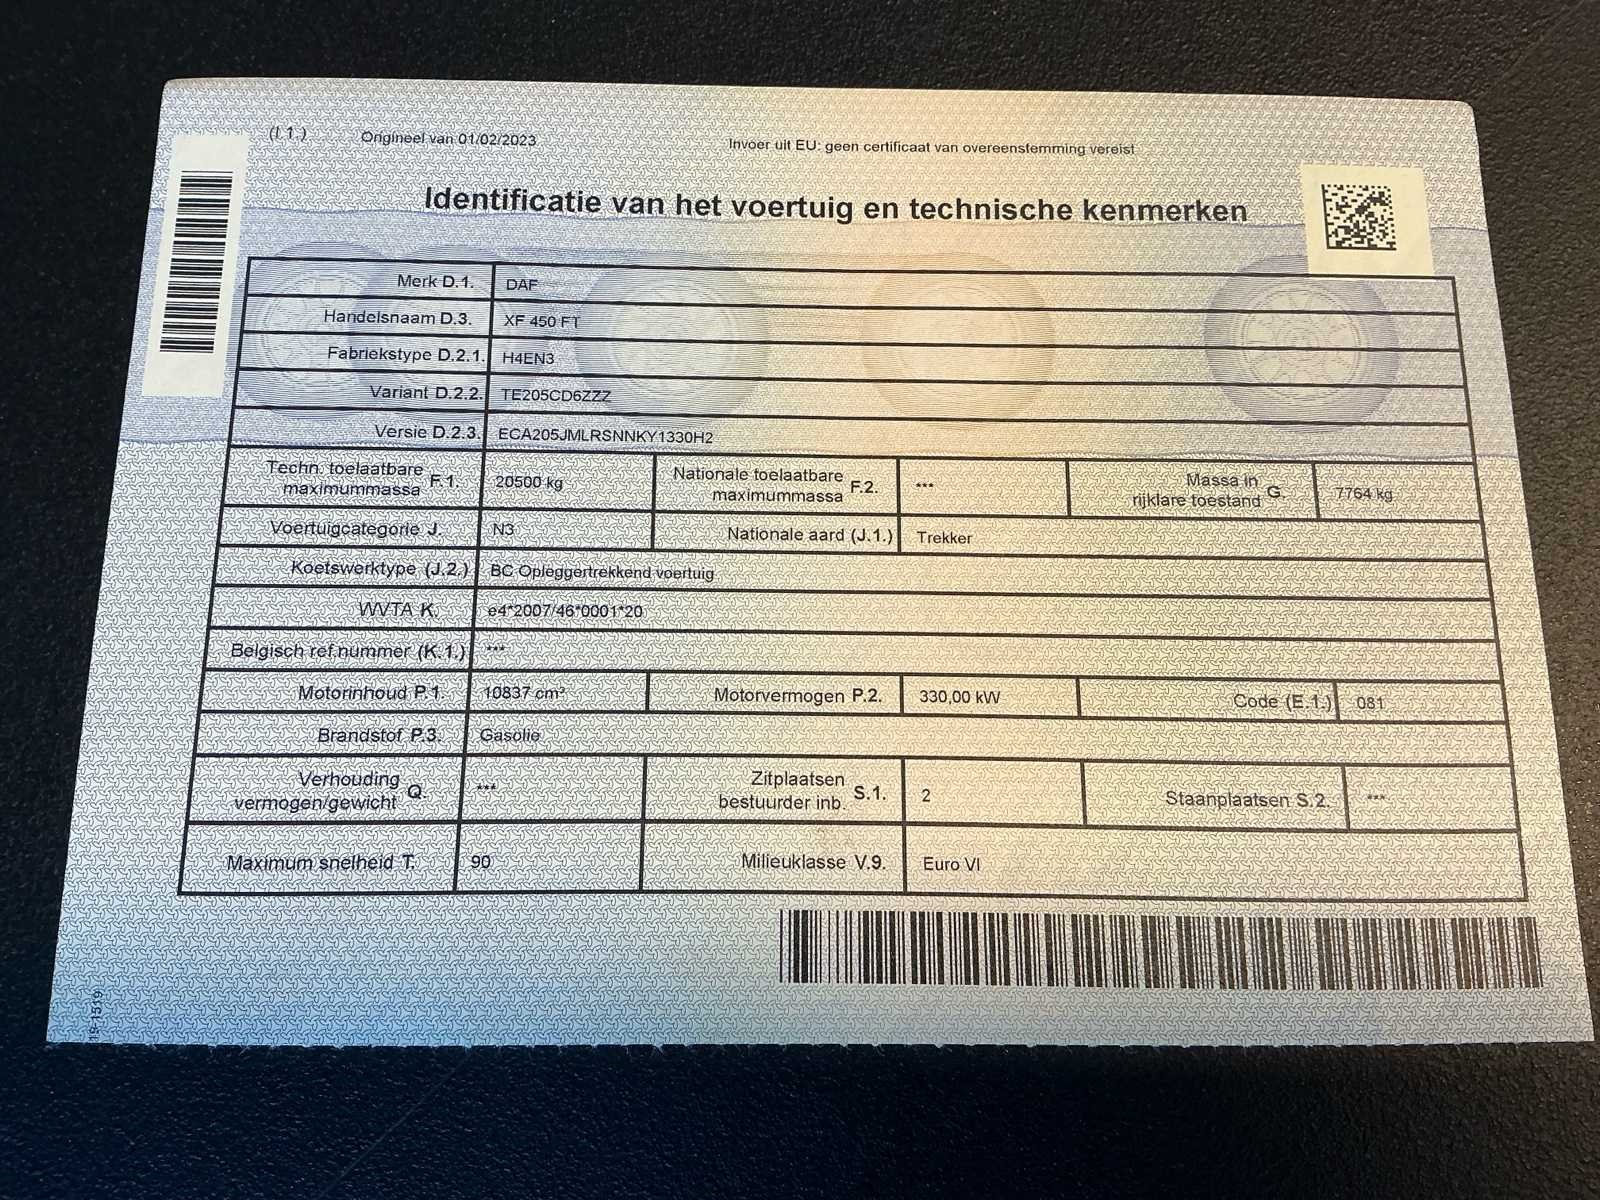 (I.1.) Origineel van 01/02/2023 Invoer uit EU: geen certificaat van overeenstemming vereist
Identificatie van het voertuig en technische kenmerken
Merk D.1. DAF
Handelsnaam D.3. XF 450 FT
Fabriekstype D.2.1. H4EN3
Variant D.2.2. TE205CD6ZZZ
Versie D.2.3. ECA205JMLRSNNKY1330H2
Techn. toelaatbare
maximummassa F.1. 20500 kg
Nationale toelaatbare
maximummassa F.2. ***
Massa in
rijklare toestand G. 7764 kg
Voertuigcategorie J. N3 Nationale aard (J.1.) Trekker
Koetswerktype (J.2.) BC Opleggertrekkend voertuig
WVTA K. e4*2007/46*0001*20
Belgisch ref.nummer (K.1.) ***
Motorinhoud P.1. 10837 cm³ Motorvermogen P.2. 330,00 kW Code (E.1.) 081
Brandstof P.3. Gasolie
Verhouding
vermogen/gewicht Q. ***
Zitplaatsen
bestuurder inb. S.1. 2
Staanplaatsen S.2. ***
Maximum snelheid T. 90 Milieuklasse V.9. Euro VI
19-1519